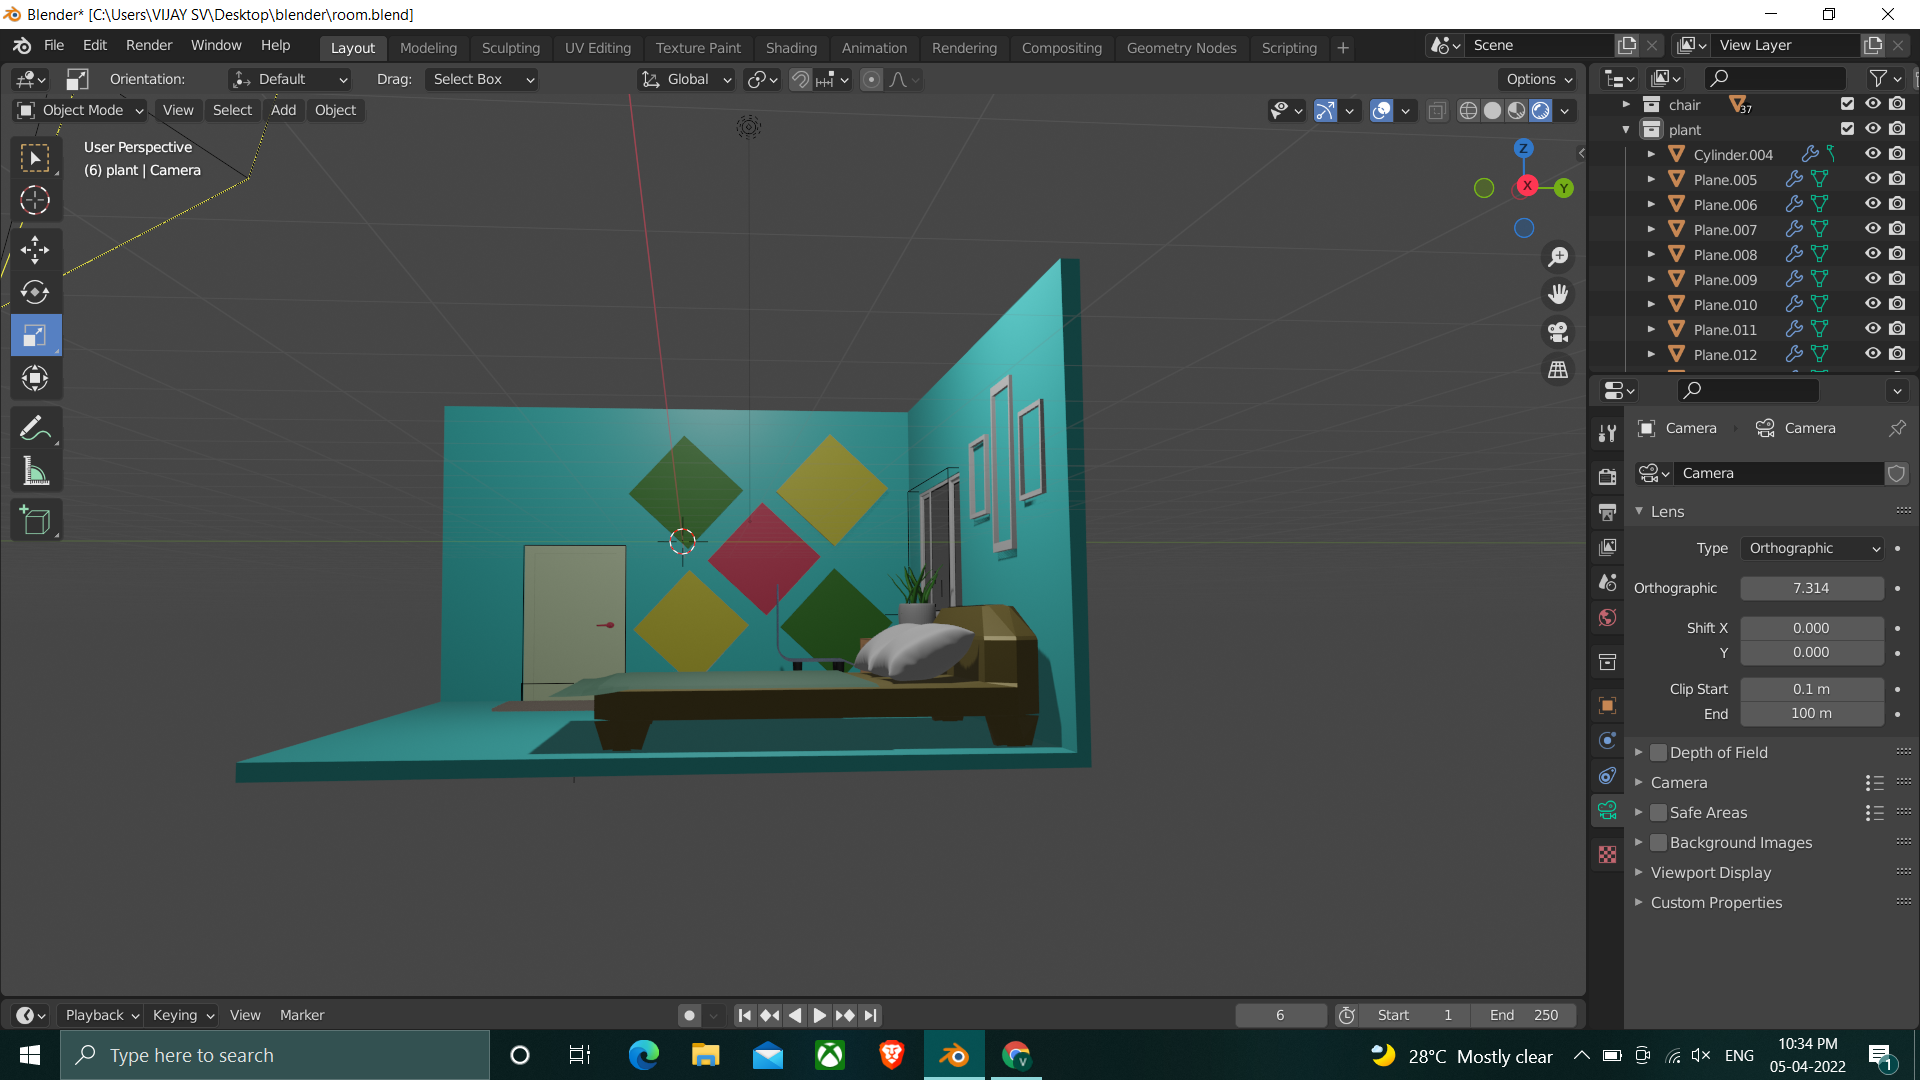 Blender* [C:\Users\VIJAY SV\Desktop\blender\room.blend]
File Edit Render Window Help Layout Modeling Sculpting UV Editing Texture Paint Shading Animation Rendering Compositing Geometry Nodes Scripting + Scene View Layer
Orientation: Default Drag: Select Box Global Options
Object Mode View Select Add Object
User Perspective
(6) plant | Camera
Z
X
Y
chair 37
plant
Cylinder.004
Plane.005
Plane.006
Plane.007
Plane.008
Plane.009
Plane.010
Plane.011
Plane.012
Camera Camera
Camera
Lens
Type Orthographic
Orthographic 7.314
Shift X 0.000
Y 0.000
Clip Start 0.1 m
End 100 m
Depth of Field
Camera
Safe Areas
Background Images
Viewport Display
Custom Properties
Playback Keying View Marker 6 Start 1 End 250
Type here to search
V
28°C Mostly clear ENG
10:34 PM
05-04-2022
1